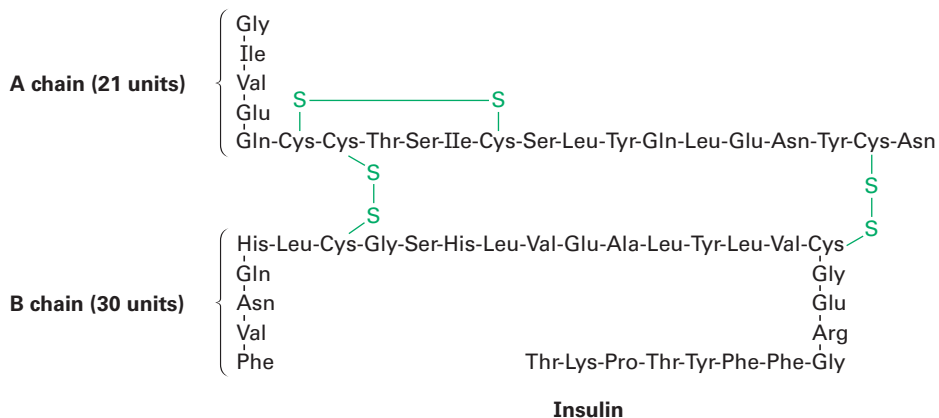 Gly
Ile
A chain (21 units)
Val
Glu
S S
Gln-Cys-Cys-Thr-Ser-IIe-Cys-Ser-Leu-Tyr-Gln-Leu-Glu-Asn-Tyr-Cys-Asn
S S
S S
His-Leu-Cys-Gly-Ser-His-Leu-Val-Glu-Ala-Leu-Tyr-Leu-Val-Cys
Gln Gly
B chain (30 units)
Asn Glu
Val Arg
Phe Thr-Lys-Pro-Thr-Tyr-Phe-Phe-Gly
Insulin